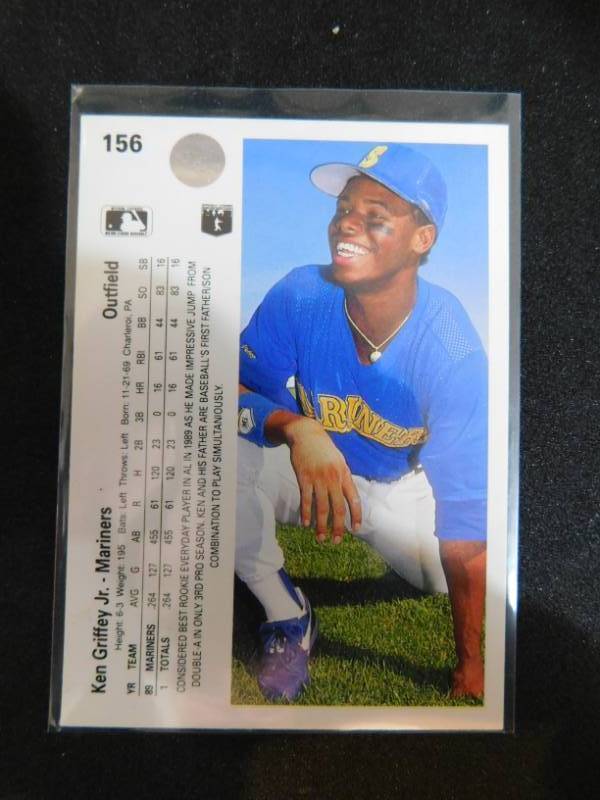 156
Ken Griffey Jr. - Mariners Outfield
Height: 6-3 Weight: 195 Bats: Left Throws: Left Born: 11-21-69 Charleroi, PA
YR TEAM AVG G AB R H 2B 3B HR RBI BB SO SB
89 MARINERS .264 127 455 61 120 23 0 16 61 44 83 16
1 TOTALS .264 127 455 61 120 23 0 16 61 44 83 16
CONSIDERED BEST ROOKIE EVERYDAY PLAYER IN AL IN 1989 AS HE MADE IMPRESSIVE JUMP FROM
DOUBLE-A IN ONLY 3RD PRO SEASON. KEN AND HIS FATHER ARE BASEBALL'S FIRST FATHER/SON
COMBINATION TO PLAY SIMULTANEOUSLY.
S
MARINERS